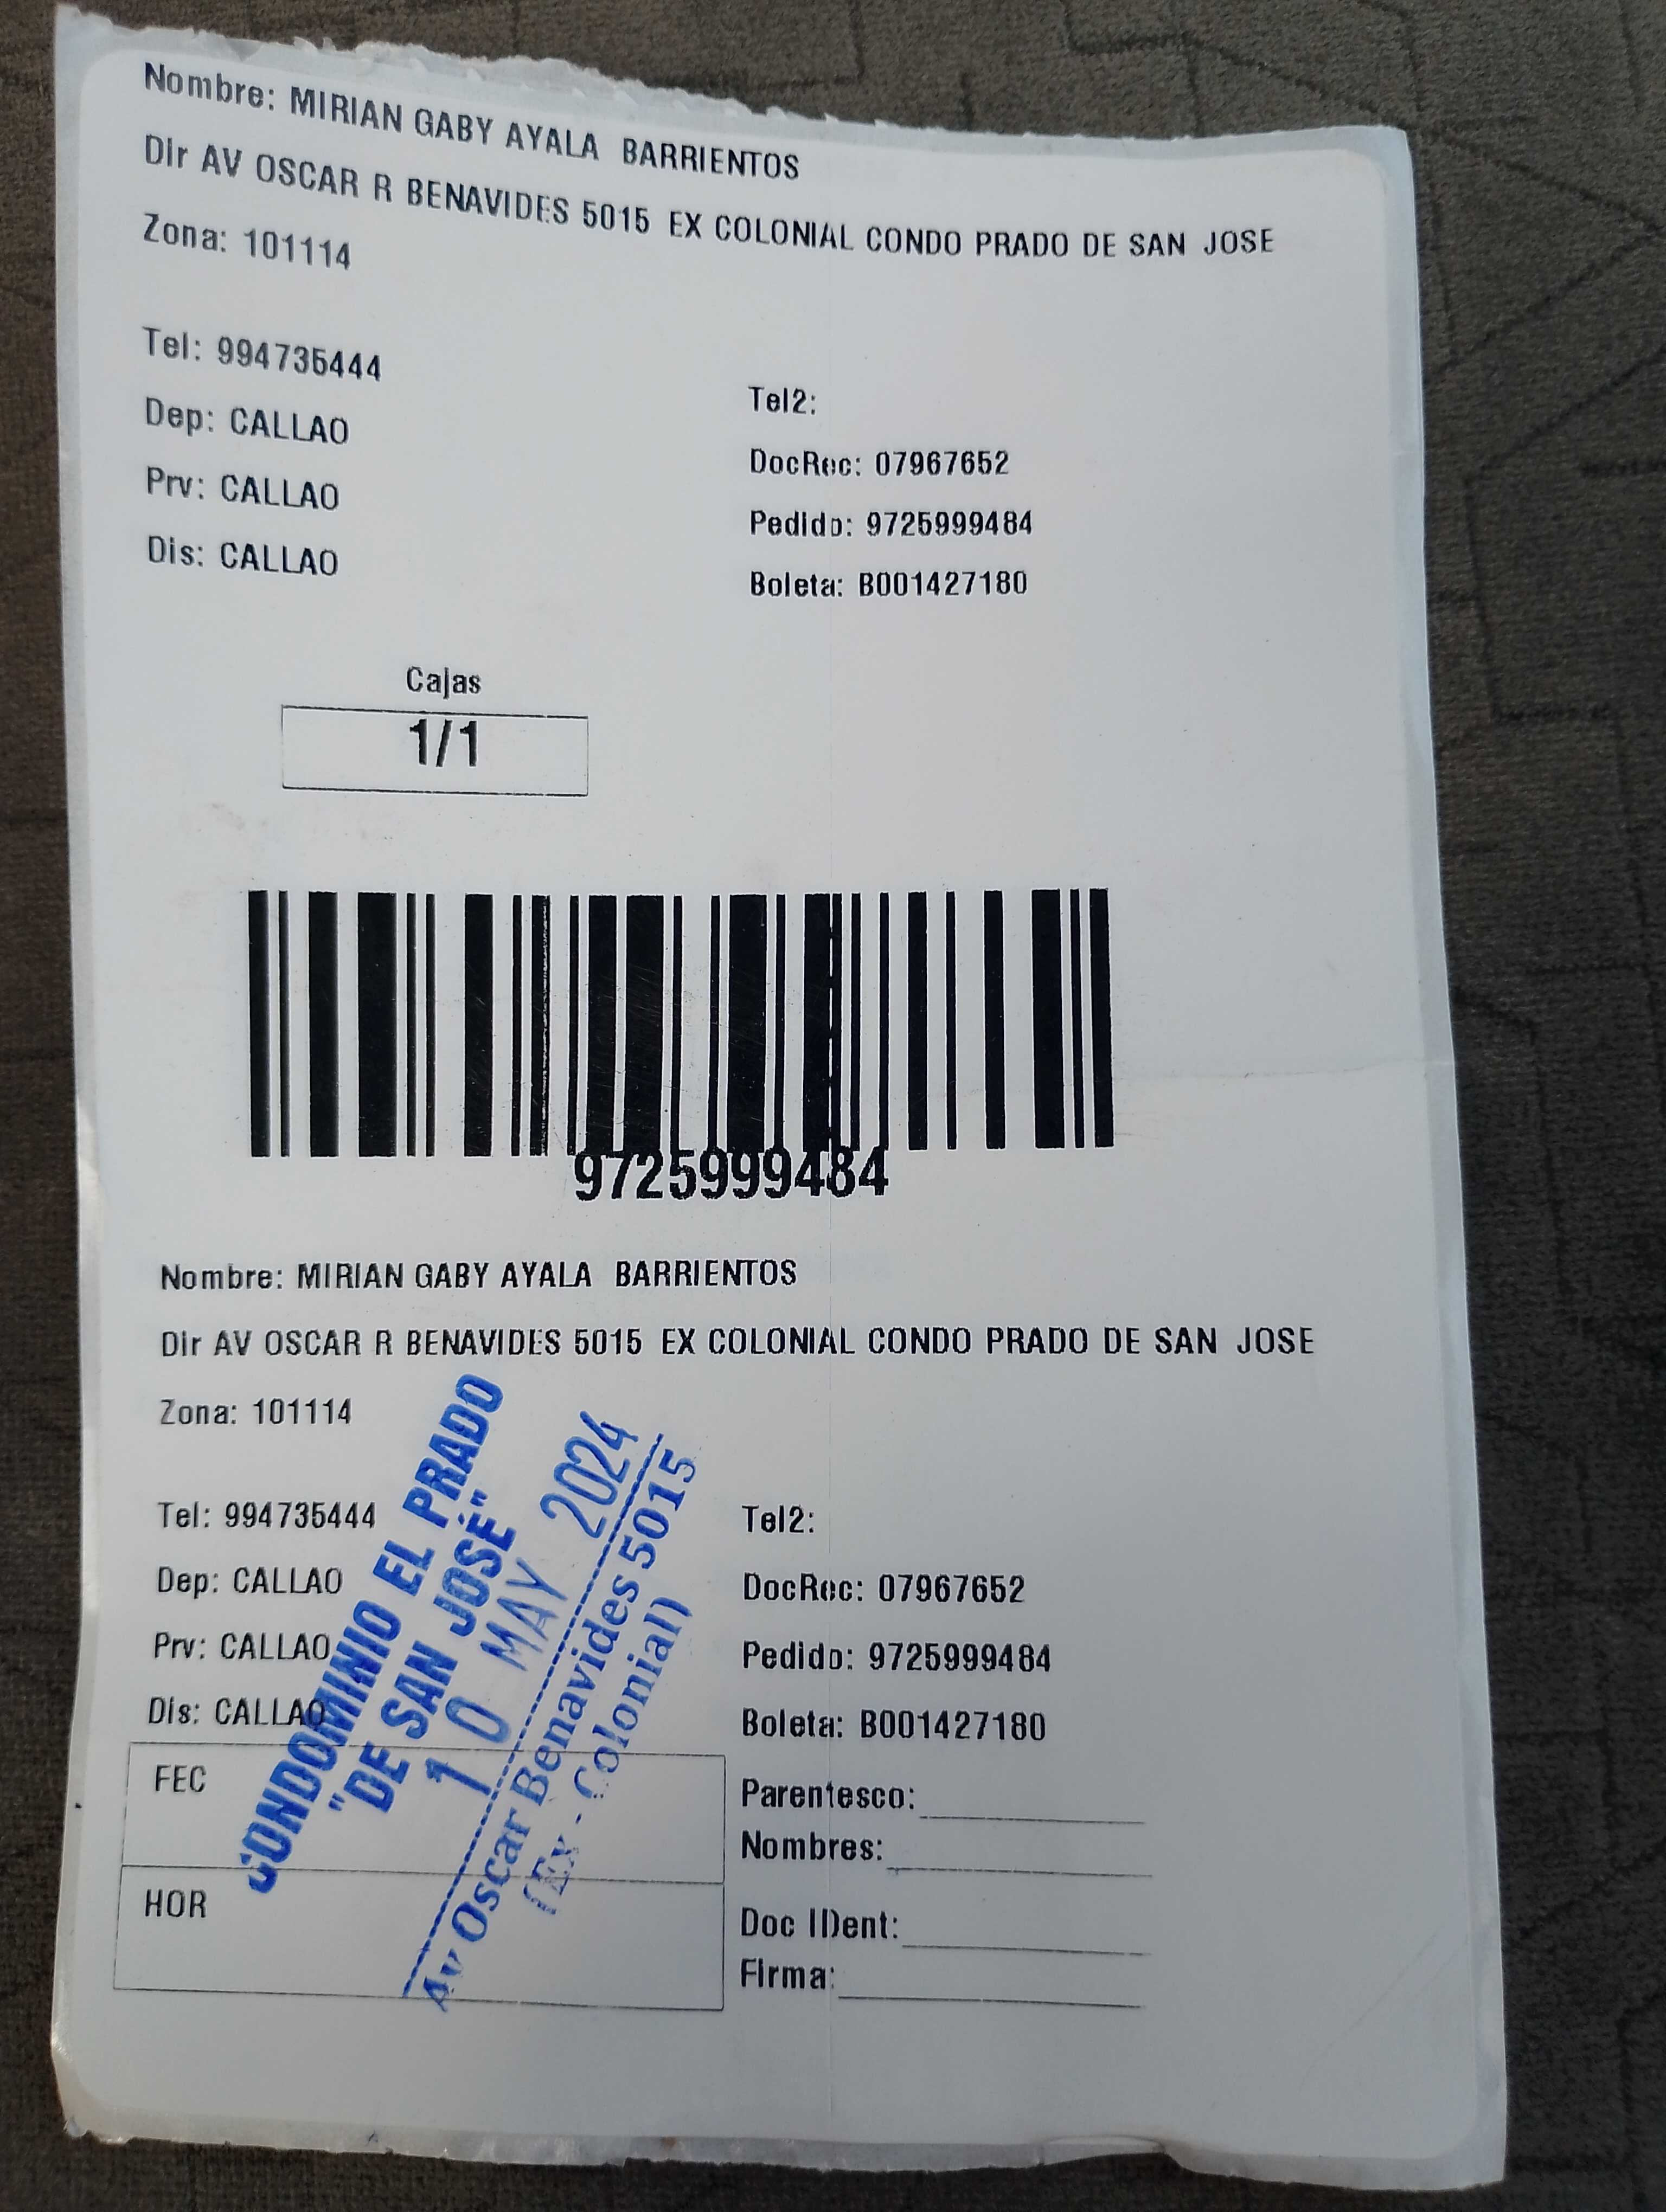 Nombre: MIRIAN GABY AYALA BARRIENTOS
Dir AV OSCAR R BENAVIDES 5015 EX COLONIAL CONDO PRADO DE SAN JOSE
Zona: 101114
Tel: 994735444
Tel2:
Dep: CALLAO
DocRec: 07967652
Prv: CALLAO
Pedido: 9725999484
Dis: CALLAO
Boleta: B001427180
Cajas
1/1
9725999484
Nombre: MIRIAN GABY AYALA BARRIENTOS
Dir AV OSCAR R BENAVIDES 5015 EX COLONIAL CONDO PRADO DE SAN JOSE
Zona: 101114
Tel: 994735444
Tel2:
Dep: CALLAO
DocRec: 07967652
Prv: CALLAO
Pedido: 9725999484
Dis: CALLAO
Boleta: B001427180
FEC
HOR
Parentesco:
Nombres:
Doc IDent:
Firma:
CONDOMINIO EL PRADO
"DE SAN JOSÉ"
10 MAY 2024
Av Oscar Benavides 5015
(Ex - Colonial)